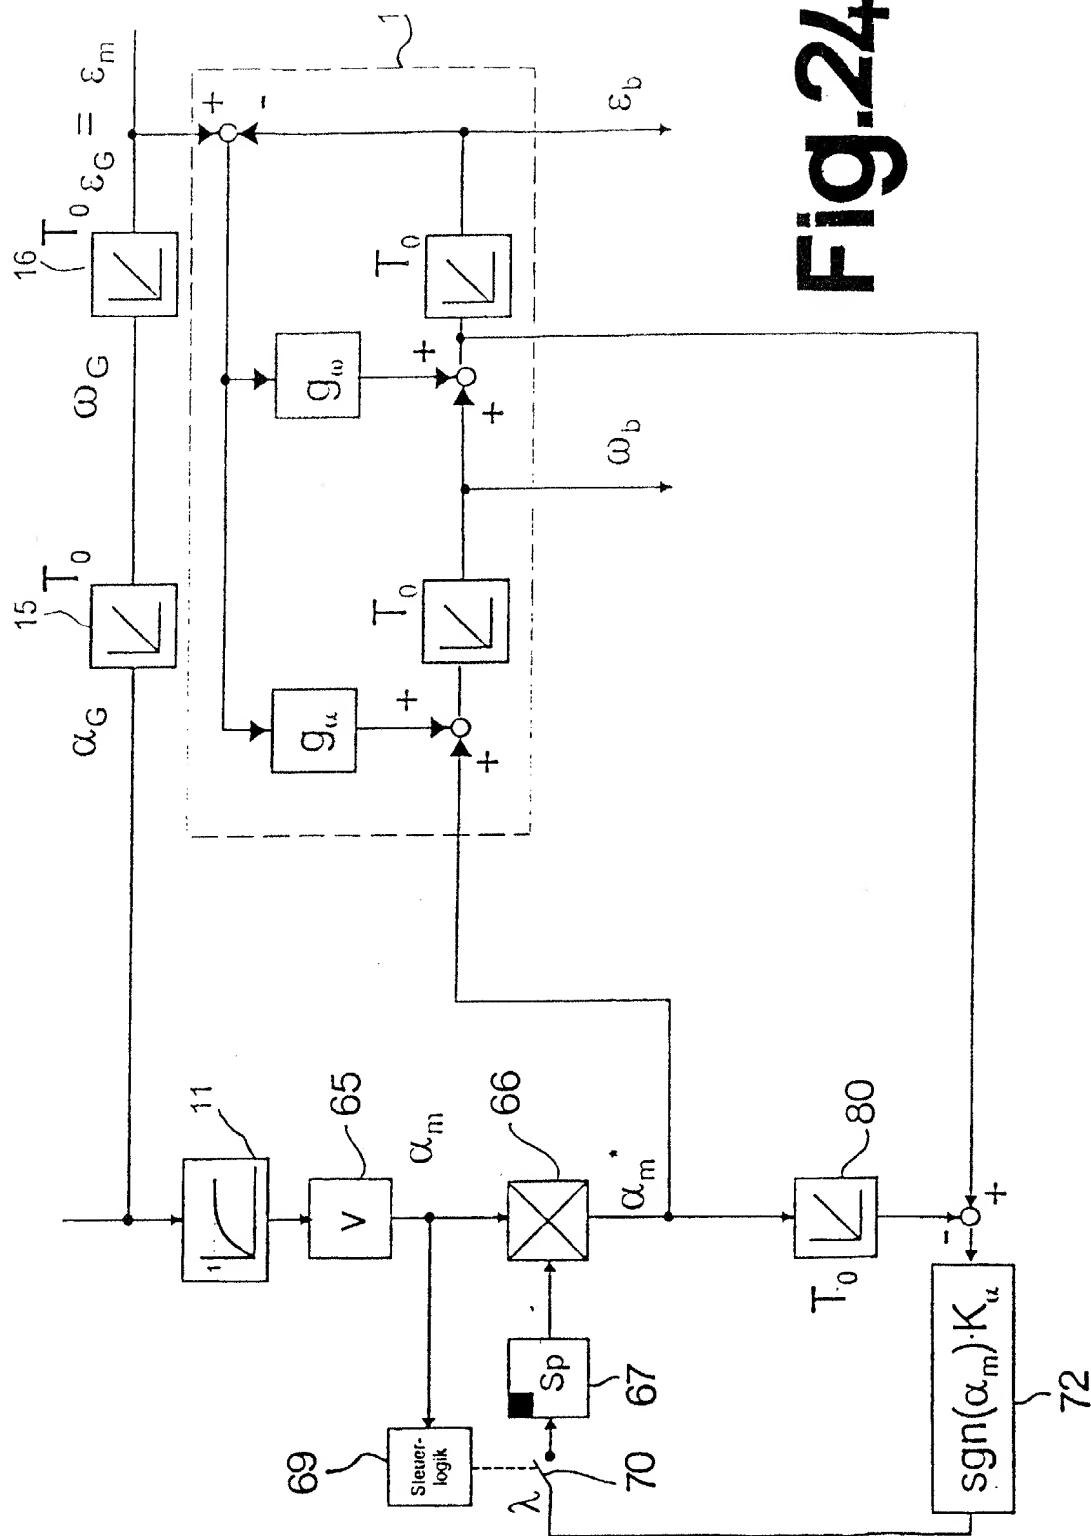 Fig.24
16
T₀
εG = εm
ωG
15
T₀
αG
1
+
-
gω
gα
+
+
+
+
T₀
T₀
εb
ωb
11
1
65
V
αm
66
αm*
69
Steuer-
logik
Sp
67
70
λ
80
T₀
-
+
sgn(αm)·Kα
72